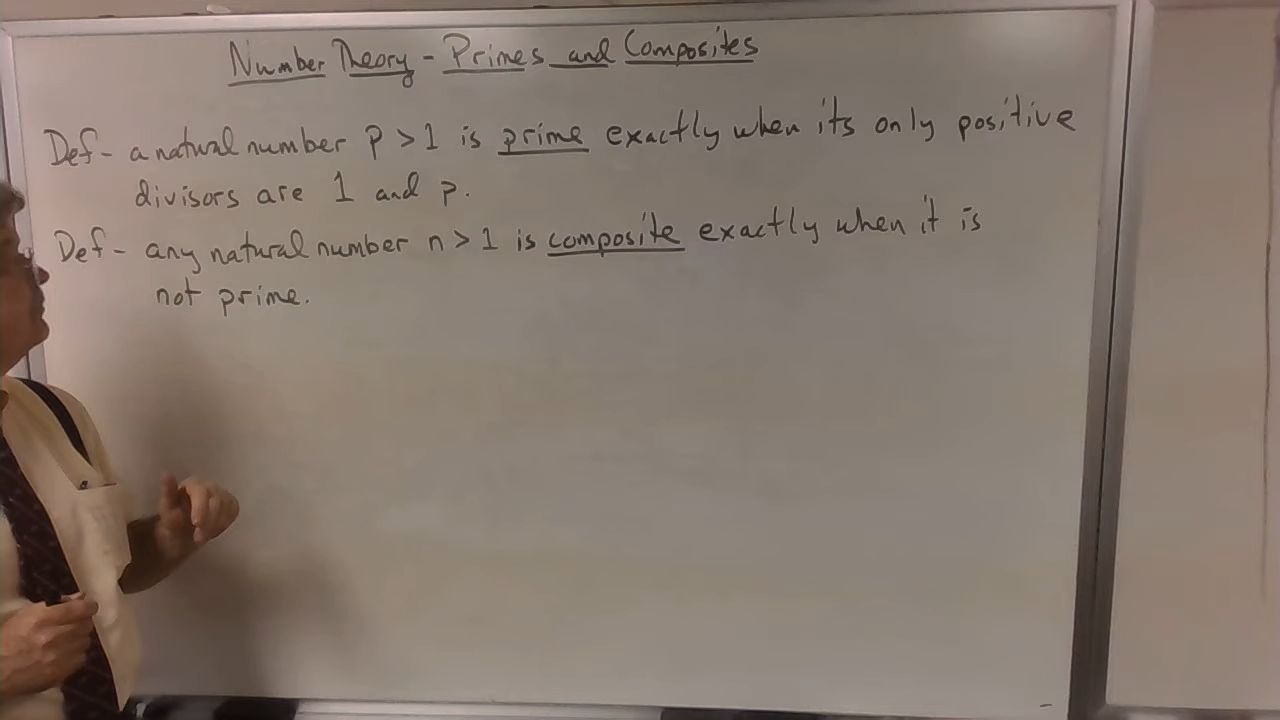 Number Theory - Primes and Composites
Def- a natural number p > 1 is prime exactly when its only positive
divisors are 1 and p.
Def- any natural number n > 1 is composite exactly when it is
not prime.